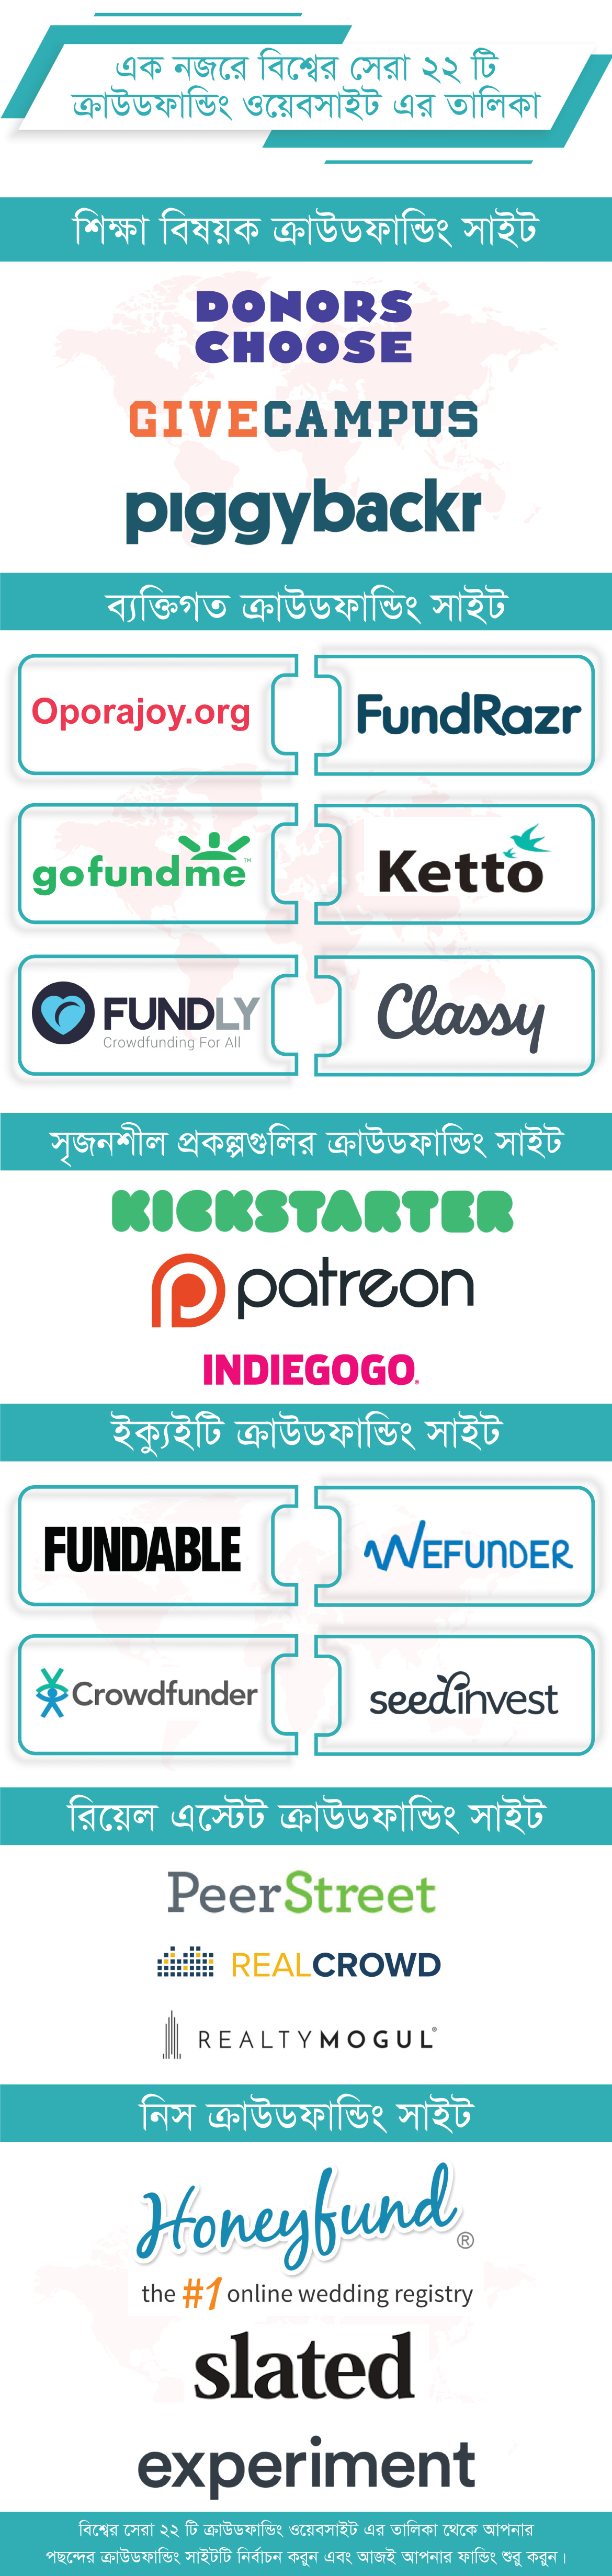 এক নজরে বিশ্বের সেরা ২২ টি
ক্রাউডফান্ডিং ওয়েবসাইট এর তালিকা
শিক্ষা বিষয়ক ক্রাউডফান্ডিং সাইট
DONORS
CHOOSE
GIVECAMPUS
piggybackr
ব্যক্তিগত ক্রাউডফান্ডিং সাইট
Oporajoy.org
FundRazr
gofundme™
Ketto
FUNDLY
Crowdfunding For All
Classy
সৃজনশীল প্রকল্পগুলির ক্রাউডফান্ডিং সাইট
KICKSTARTER
patreon
INDIEGOGO®
ইক্যুইটি ক্রাউডফান্ডিং সাইট
FUNDABLE
WEFUNDER
Crowdfunder
seedinvest
রিয়েল এস্টেট ক্রাউডফান্ডিং সাইট
PeerStreet
REALCROWD
REALTYMOGUL®
নিস ক্রাউডফান্ডিং সাইট
Honeyfund®
the #1 online wedding registry
slated
experiment
বিশ্বের সেরা ২২ টি ক্রাউডফান্ডিং ওয়েবসাইট এর তালিকা থেকে আপনার
পছন্দের ক্রাউডফান্ডিং সাইটটি নির্বাচন করুন এবং আজই আপনার ফান্ডিং শুরু করুন।